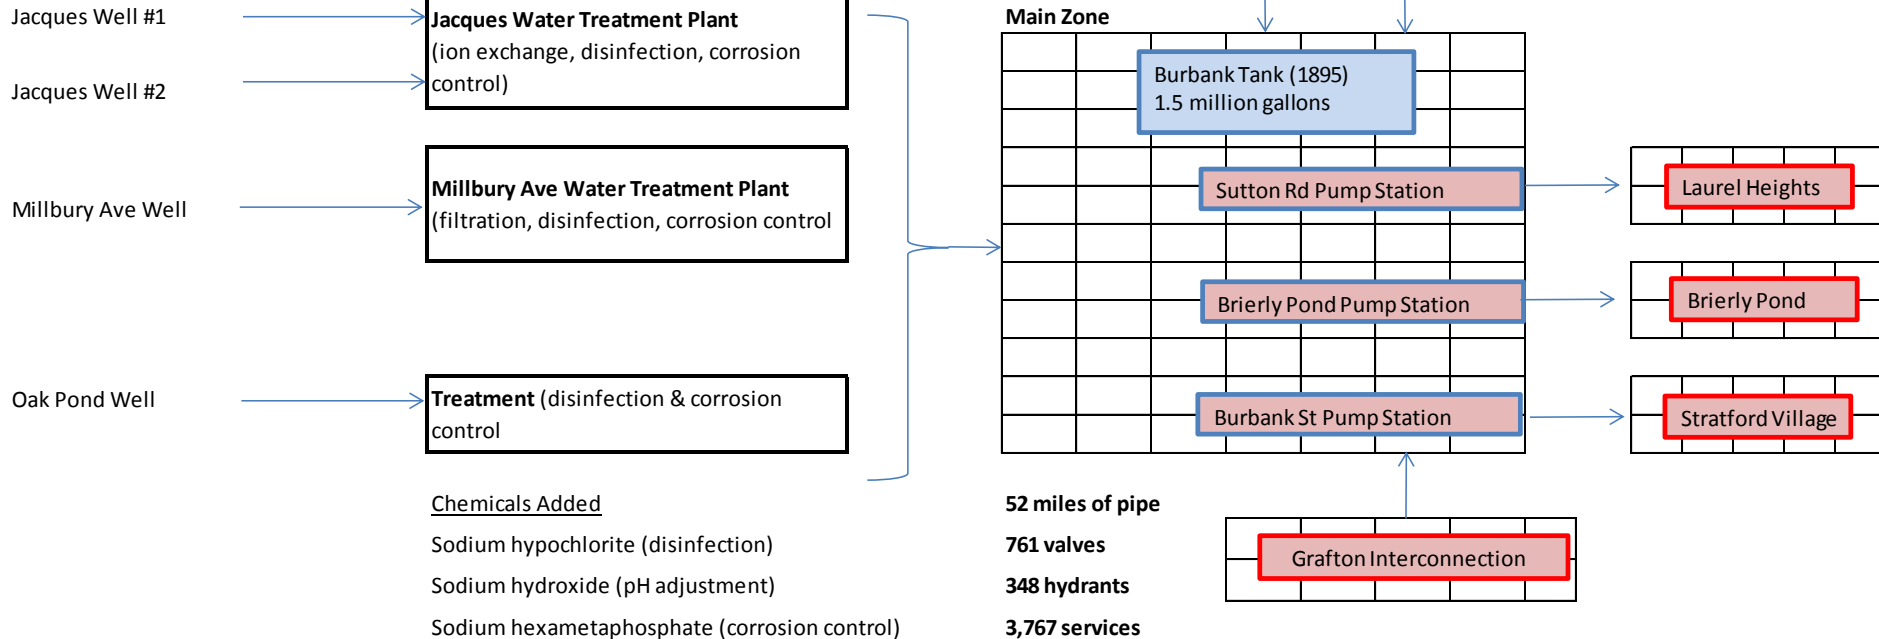 Jacques Well #1
Jacques Well #2
Millbury Ave Well
Oak Pond Well
Jacques Water Treatment Plant
(ion exchange, disinfection, corrosion
control)
Millbury Ave Water Treatment Plant
(filtration, disinfection, corrosion control
Treatment (disinfection & corrosion
control
Chemicals Added
Sodium hypochlorite (disinfection)
Sodium hydroxide (pH adjustment)
Sodium hexametaphosphate (corrosion control)
Main Zone
Burbank Tank (1895)
1.5 million gallons
Sutton Rd Pump Station
Brierly Pond Pump Station
Burbank St Pump Station
52 miles of pipe
761 valves
348 hydrants
3,767 services
Grafton Interconnection
Laurel Heights
Brierly Pond
Stratford Village